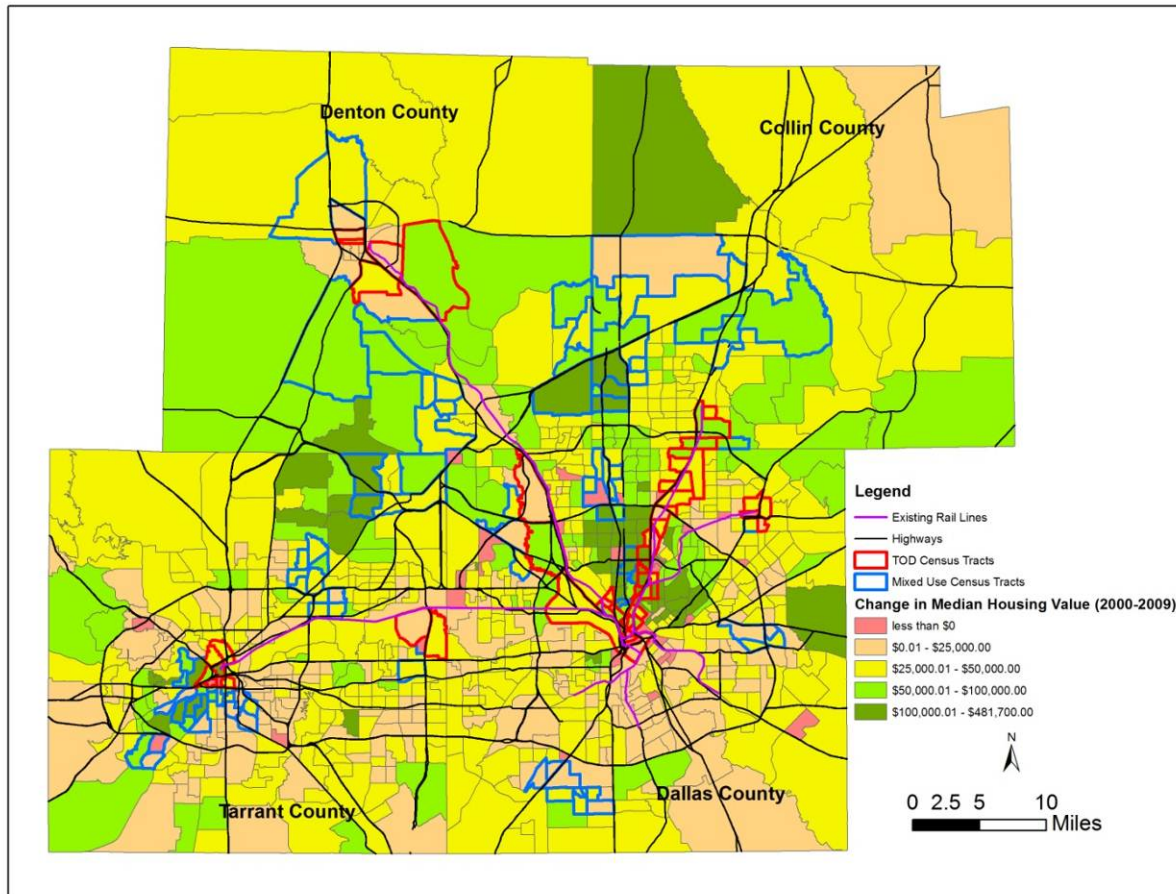 Denton County
Collin County
Legend
Existing Rail Lines
Highways
TOD Census Tracts
Mixed Use Census Tracts
Change in Median Housing Value (2000-2009)
less than $0
$0.01 - $25,000.00
$25,000.01 - $50,000.00
$50,000.01 - $100,000.00
$100,000.01 - $481,700.00
N
Tarrant County
Dallas County
0 2.5 5 10
Miles